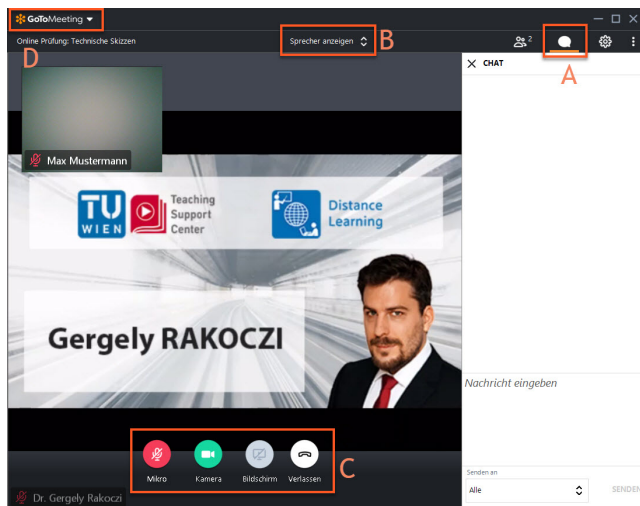 GoToMeeting
Online Prüfung: Technische Skizzen
Sprecher anzeigen
B
2
A
D
CHAT
Max Mustermann
TU
WIEN
Teaching
Support
Center
Distance
Learning
Gergely RAKOCZI
Nachricht eingeben
Mikro
Kamera
Bildschirm
Verlassen
C
Senden an
Alle
SENDEN
Dr. Gergely Rakoczi